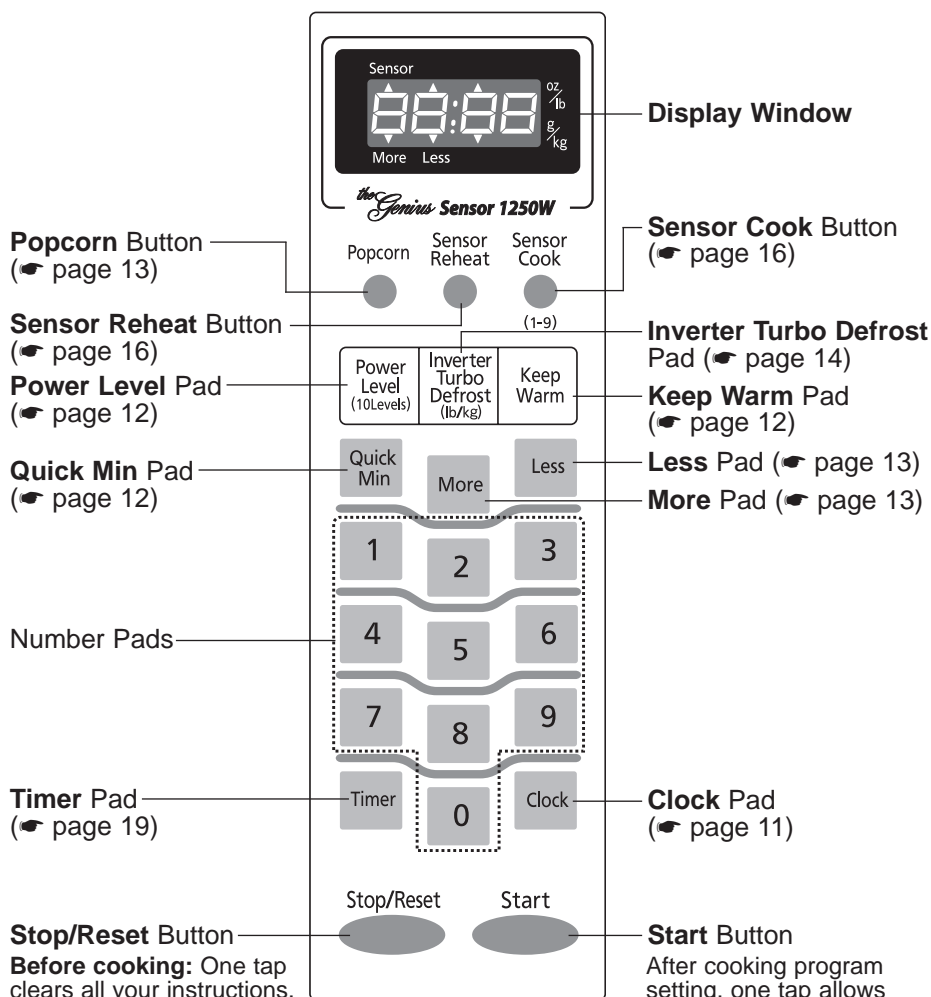 Sensor
88:88
oz/lb
g/kg
More Less
the Genius Sensor 1250W
Display Window
Popcorn Button
(☛ page 13)
Popcorn
Sensor
Reheat
Sensor
Cook
(1-9)
Sensor Cook Button
(☛ page 16)
Sensor Reheat Button
(☛ page 16)
Inverter Turbo Defrost
Pad (☛ page 14)
Power Level Pad
(☛ page 12)
Power
Level
(10Levels)
Inverter
Turbo
Defrost
(lb/kg)
Keep
Warm
Keep Warm Pad
(☛ page 12)
Quick Min Pad
(☛ page 12)
Quick
Min
More
Less
Less Pad (☛ page 13)
More Pad (☛ page 13)
Number Pads
1 2 3
4 5 6
7 8 9
Timer Pad
(☛ page 19)
Timer
0
Clock
Clock Pad
(☛ page 11)
Stop/Reset
Start
Stop/Reset Button
Before cooking: One tap
clears all your instructions.
Start Button
After cooking program
setting, one tap allows